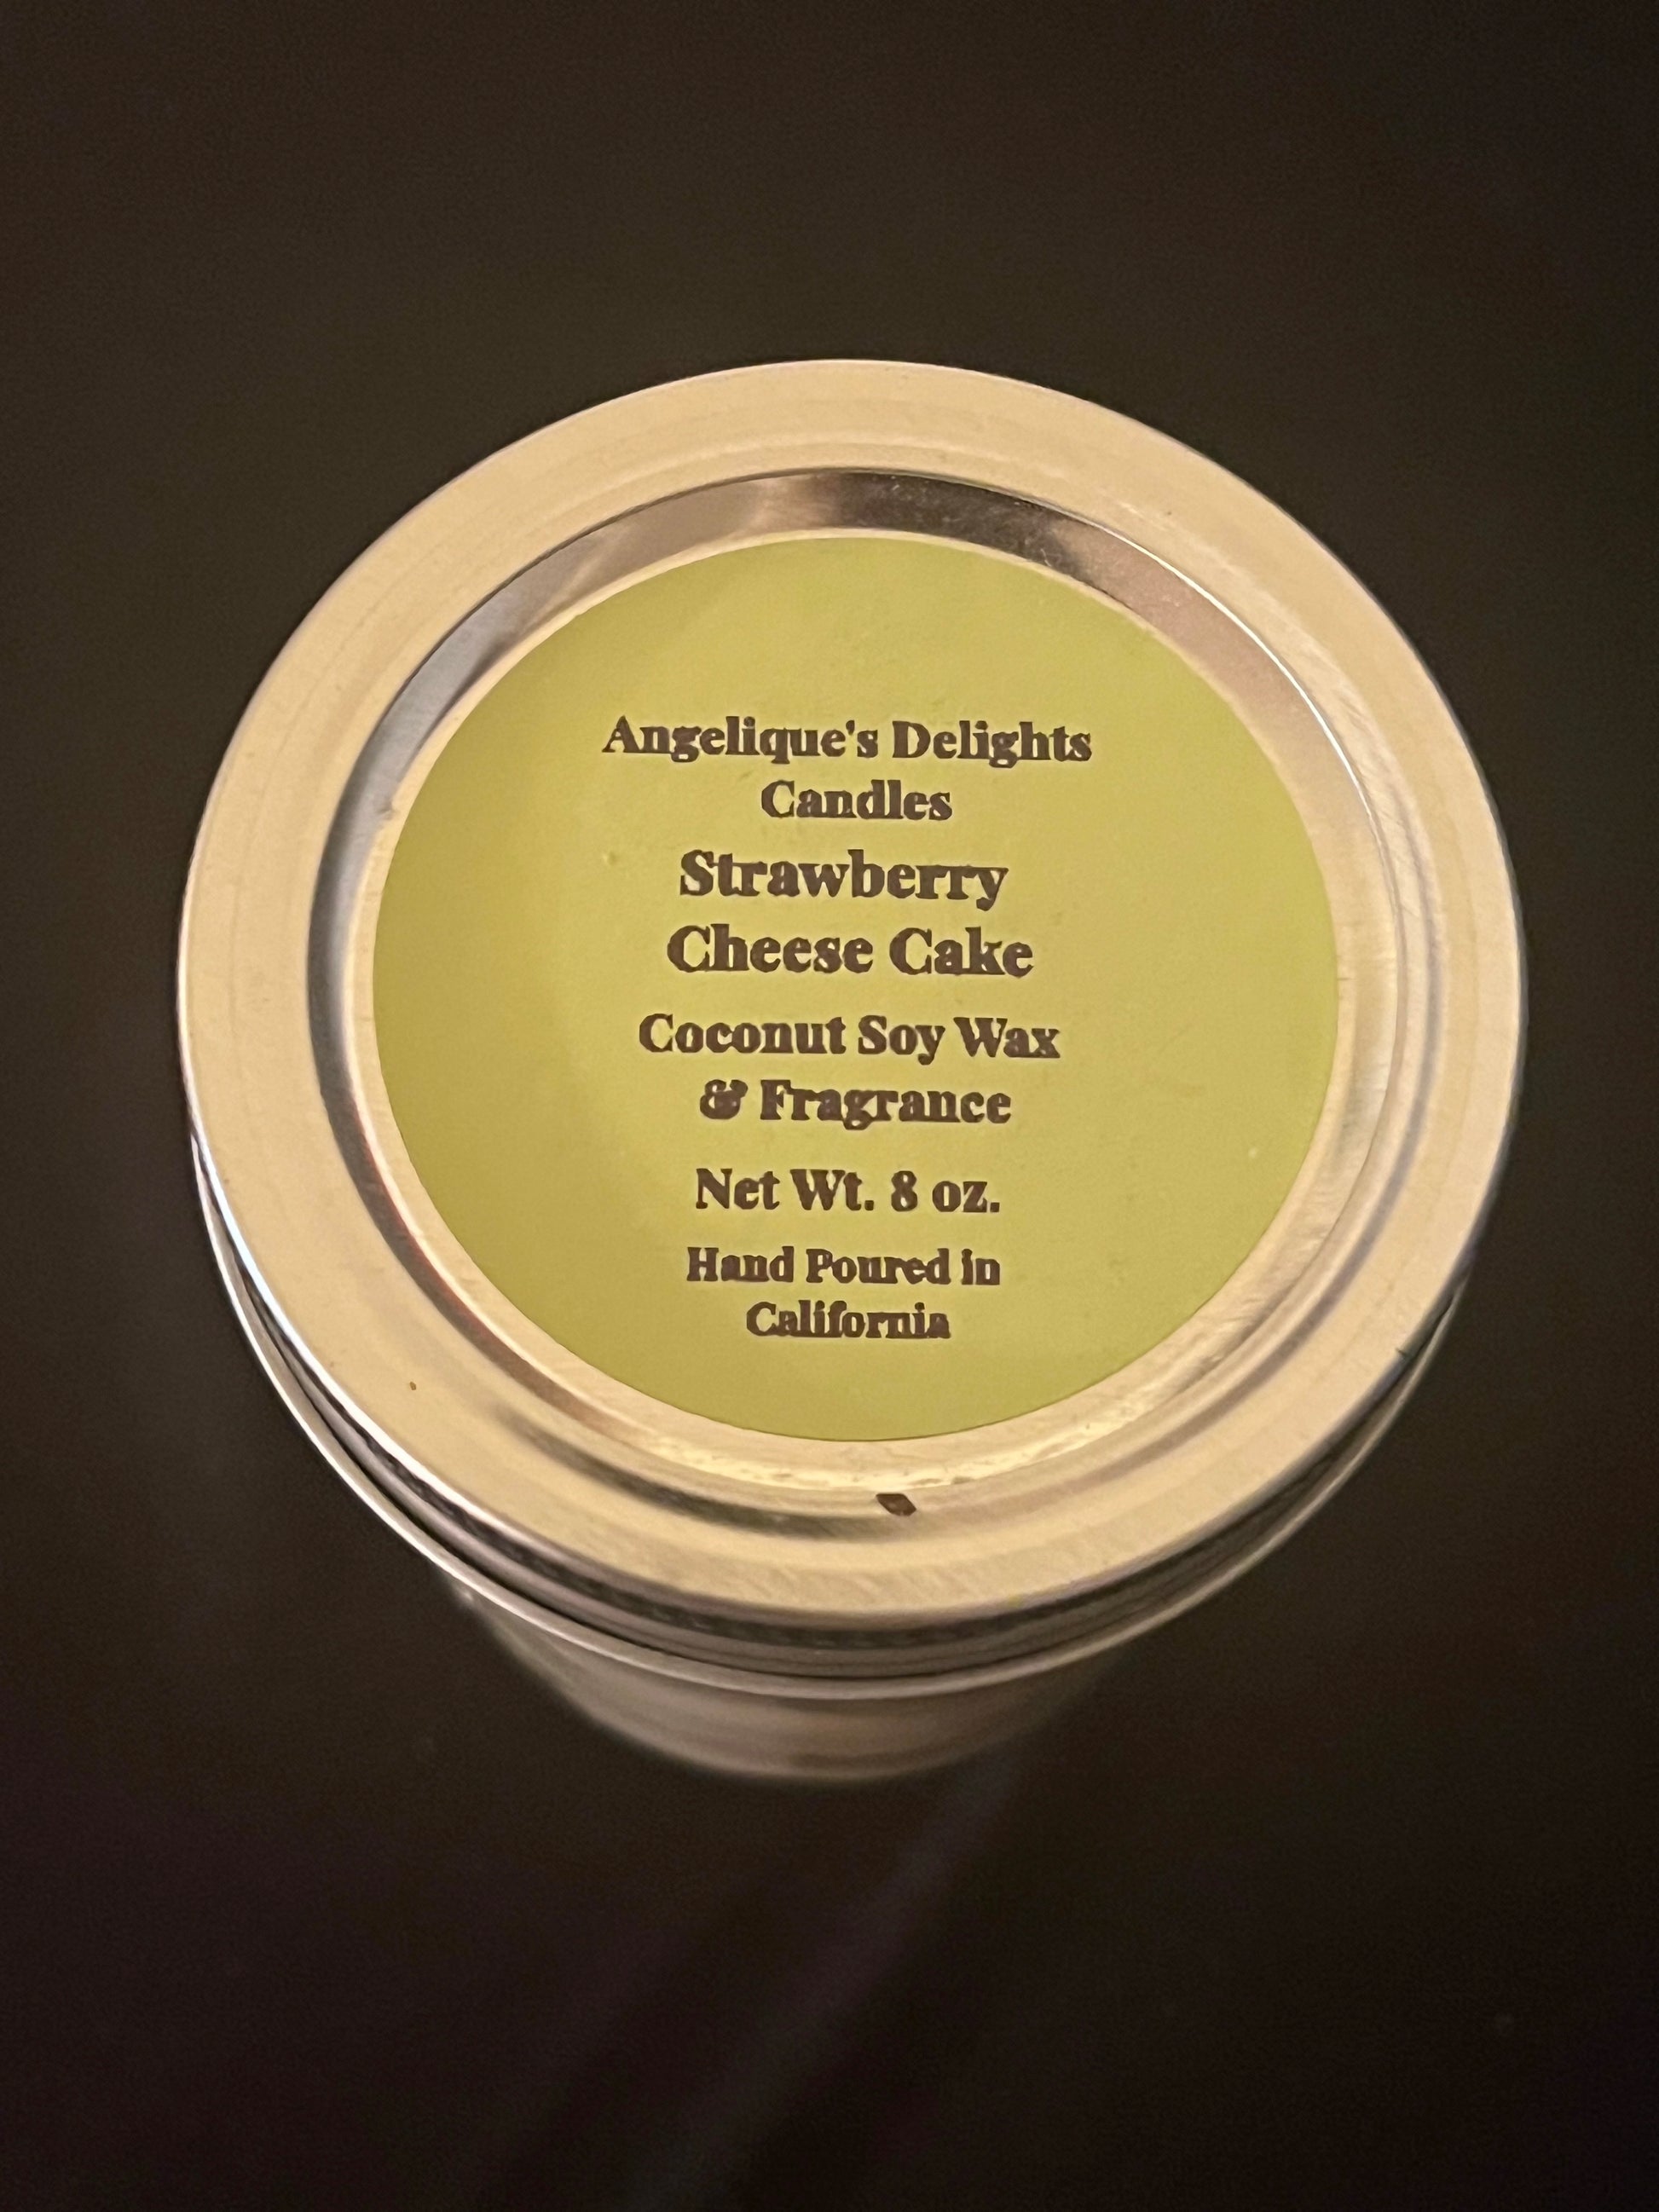 Angelique's Delights
Candles
Strawberry
Cheese Cake
Coconut Soy Wax
& Fragrance
Net Wt. 8 oz.
Hand Poured in
California